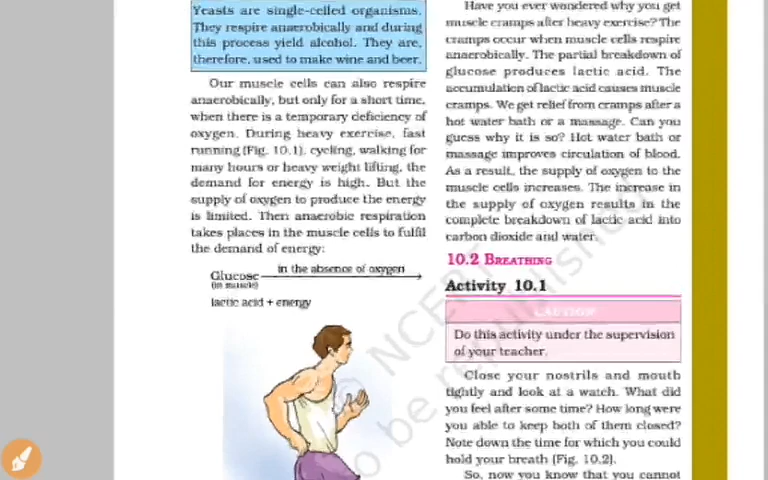 Yeasts are single-celled organisms.
They respire anaerobically and during
this process yield alcohol. They are,
therefore, used to make wine and beer.
Our muscle cells can also respire
anaerobically, but only for a short time,
when there is a temporary deficiency of
oxygen. During heavy exercise, fast
running (Fig. 10.1), cycling, walking for
many hours or heavy weight lifting, the
demand for energy is high. But the
supply of oxygen to produce the energy
is limited. Then anaerobic respiration
takes places in the muscle cells to fulfil
the demand of energy:
in the absence of oxygen
Glucose
(in muscle)
lactic acid + energy
Have you ever wondered why you get
muscle cramps after heavy exercise? The
cramps occur when muscle cells respire
anaerobically. The partial breakdown of
glucose produces lactic acid. The
accumulation of lactic acid causes muscle
cramps. We get relief from cramps after a
hot water bath or a massage. Can you
guess why it is so? Hot water bath or
massage improves circulation of blood.
As a result, the supply of oxygen to the
muscle cells increases. The increase in
the supply of oxygen results in the
complete breakdown of lactic acid into
carbon dioxide and water.
10.2 BREATHING
Activity 10.1
CAUTION
Do this activity under the supervision
of your teacher.
Close your nostrils and mouth
tightly and look at a watch. What did
you feel after some time? How long were
you able to keep both of them closed?
Note down the time for which you could
hold your breath (Fig. 10.2).
So, now you know that you cannot